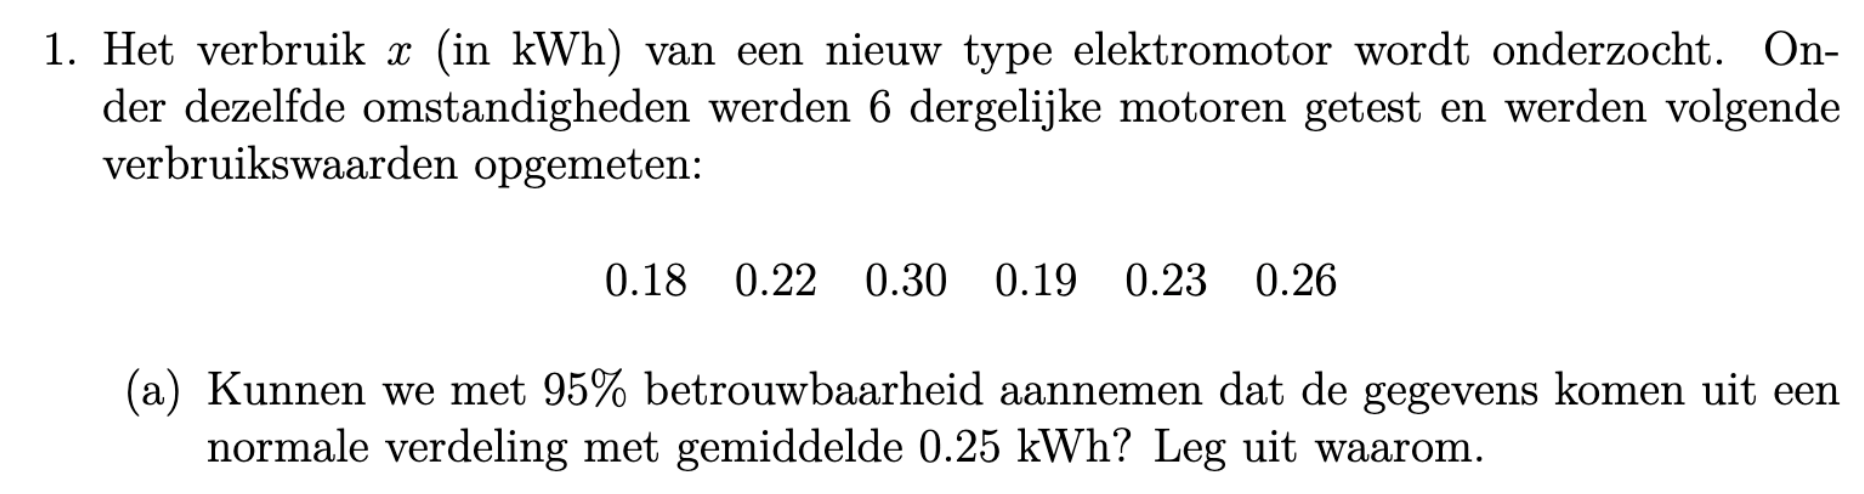 1. Het verbruik x (in kWh) van een nieuw type elektromotor wordt onderzocht. On-
der dezelfde omstandigheden werden 6 dergelijke motoren getest en werden volgende
verbruikswaarden opgemeten:
0.18 0.22 0.30 0.19 0.23 0.26
(a) Kunnen we met 95% betrouwbaarheid aannemen dat de gegevens komen uit een
normale verdeling met gemiddelde 0.25 kWh? Leg uit waarom.